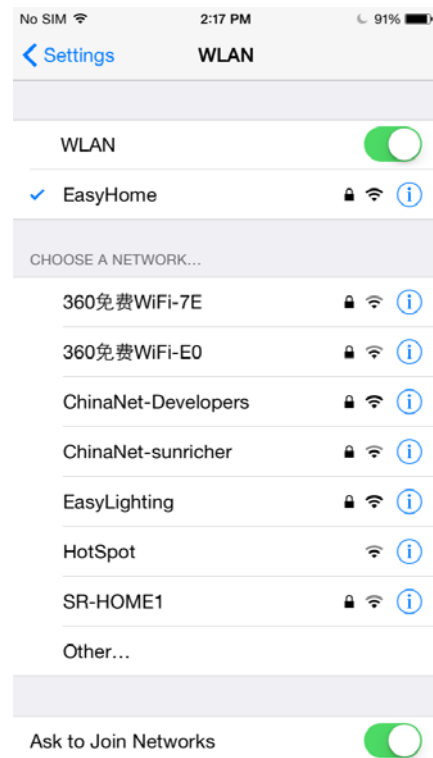 No SIM 2:17 PM 91%
Settings WLAN
WLAN
EasyHome
CHOOSE A NETWORK...
360免费WiFi-7E
360免费WiFi-E0
ChinaNet-Developers
ChinaNet-sunricher
EasyLighting
HotSpot
SR-HOME1
Other...
Ask to Join Networks